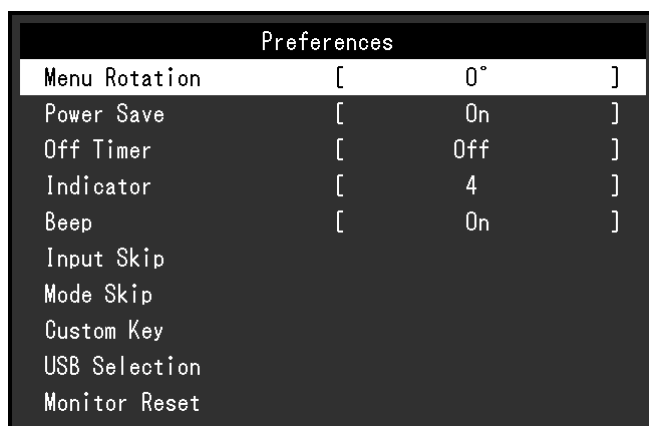 Preferences
Menu Rotation [ 0° ]
Power Save [ On ]
Off Timer [ Off ]
Indicator [ 4 ]
Beep [ On ]
Input Skip
Mode Skip
Custom Key
USB Selection
Monitor Reset